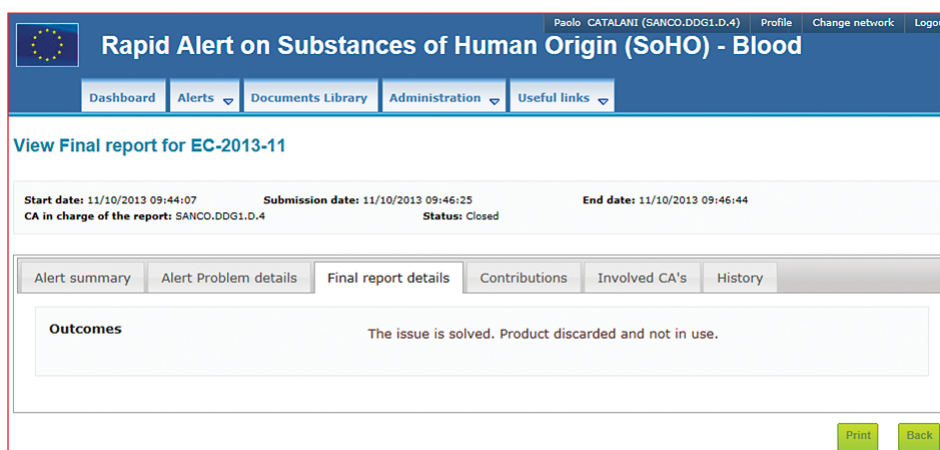 Paolo CATALANI (SANCO.DDG1.D.4) Profile Change network Logou
Rapid Alert on Substances of Human Origin (SoHO) - Blood
Dashboard Alerts Documents Library Administration Useful links
View Final report for EC-2013-11
Start date: 11/10/2013 09:44:07 Submission date: 11/10/2013 09:46:25 End date: 11/10/2013 09:46:44
CA in charge of the report: SANCO.DDG1.D.4 Status: Closed
Alert summary Alert Problem details Final report details Contributions Involved CA's History
Outcomes The issue is solved. Product discarded and not in use.
Print Back